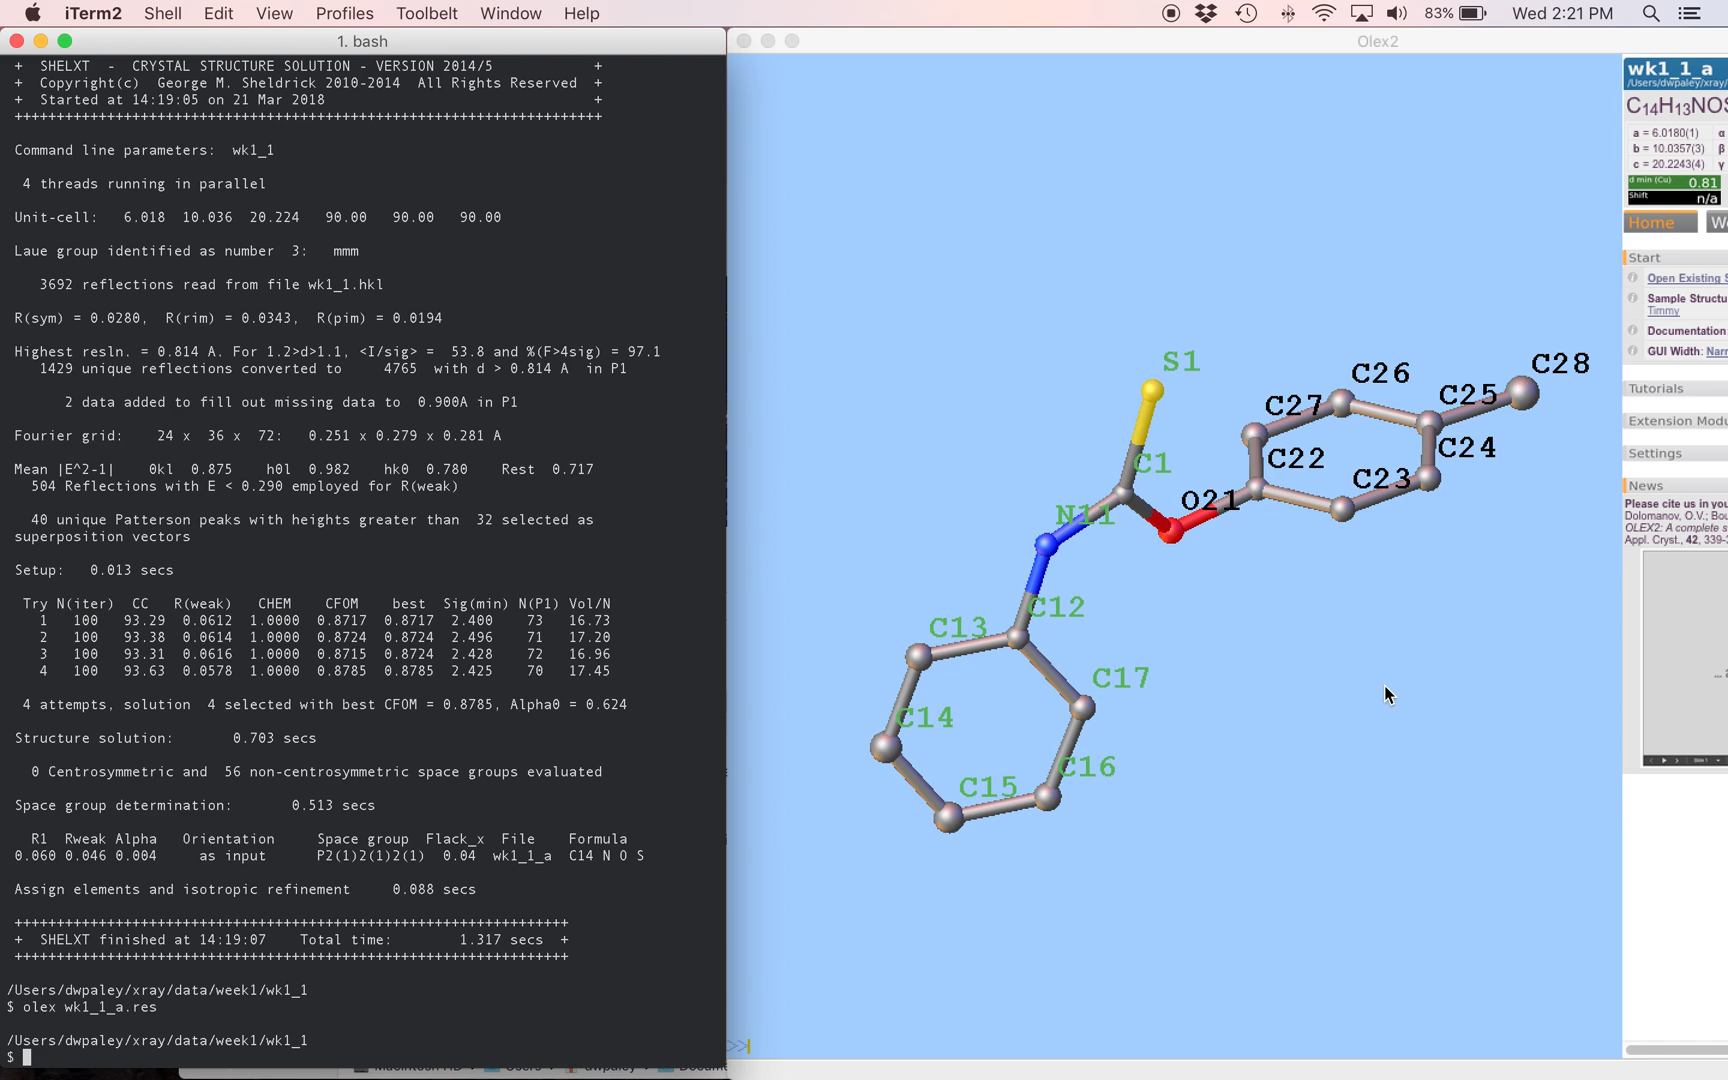 iTerm2 Shell Edit View Profiles Toolbelt Window Help 83% Wed 2:21 PM
1. bash
+ SHELXT - CRYSTAL STRUCTURE SOLUTION - VERSION 2014/5 +
+ Copyright(c) George M. Sheldrick 2010-2014 All Rights Reserved +
+ Started at 14:19:05 on 21 Mar 2018 +
++++++++++++++++++++++++++++++++++++++++++++++++++++++++++++++++++++++
Command line parameters: wk1_1
4 threads running in parallel
Unit-cell: 6.018 10.036 20.224 90.00 90.00 90.00
Laue group identified as number 3: mmm
3692 reflections read from file wk1_1.hkl
R(sym) = 0.0280, R(rim) = 0.0343, R(pim) = 0.0194
Highest resln. = 0.814 A. For 1.2>d>1.1, <I/sig> = 53.8 and %(F>4sig) = 97.1
1429 unique reflections converted to 4765 with d > 0.814 A in P1
2 data added to fill out missing data to 0.900A in P1
Fourier grid: 24 x 36 x 72: 0.251 x 0.279 x 0.281 A
Mean |E^2-1| 0kl 0.875 h0l 0.982 hk0 0.780 Rest 0.717
504 Reflections with E < 0.290 employed for R(weak)
40 unique Patterson peaks with heights greater than 32 selected as
superposition vectors
Setup: 0.013 secs
Try N(iter) CC R(weak) CHEM CFOM best Sig(min) N(P1) Vol/N
1 100 93.29 0.0612 1.0000 0.8717 0.8717 2.400 73 16.73
2 100 93.38 0.0614 1.0000 0.8724 0.8724 2.496 71 17.20
3 100 93.31 0.0616 1.0000 0.8715 0.8724 2.428 72 16.96
4 100 93.63 0.0578 1.0000 0.8785 0.8785 2.425 70 17.45
4 attempts, solution 4 selected with best CFOM = 0.8785, Alpha0 = 0.624
Structure solution: 0.703 secs
0 Centrosymmetric and 56 non-centrosymmetric space groups evaluated
Space group determination: 0.513 secs
R1 Rweak Alpha Orientation Space group Flack_x File Formula
0.060 0.046 0.004 as input P2(1)2(1)2(1) 0.04 wk1_1_a C14 N O S
Assign elements and isotropic refinement 0.088 secs
++++++++++++++++++++++++++++++++++++++++++++++++++++++++++++++++++
+ SHELXT finished at 14:19:07 Total time: 1.317 secs +
++++++++++++++++++++++++++++++++++++++++++++++++++++++++++++++++++
/Users/dwpaley/xray/data/week1/wk1_1
$ olex wk1_1_a.res
/Users/dwpaley/xray/data/week1/wk1_1
$
Olex2
S1
C26
C28
C27
C25
C22
C24
C1
C23
O21
N11
C12
C13
C17
C14
C16
C15
>>
wk1_1_a
/Users/dwpaley/xray/
C14H13NOS
a = 6.0180(1) α
b = 10.0357(3) β
c = 20.2243(4) γ
d min (Cu) 0.81
Shift n/a
Home
Start
Open Existing
Sample Structu
Timmy
Documentation
GUI Width:
Tutorials
Extension Modu
Settings
News
Please cite us in you
Dolomanov, O.V.;
OLEX2: A complete s
Appl. Cryst., 42, 339-